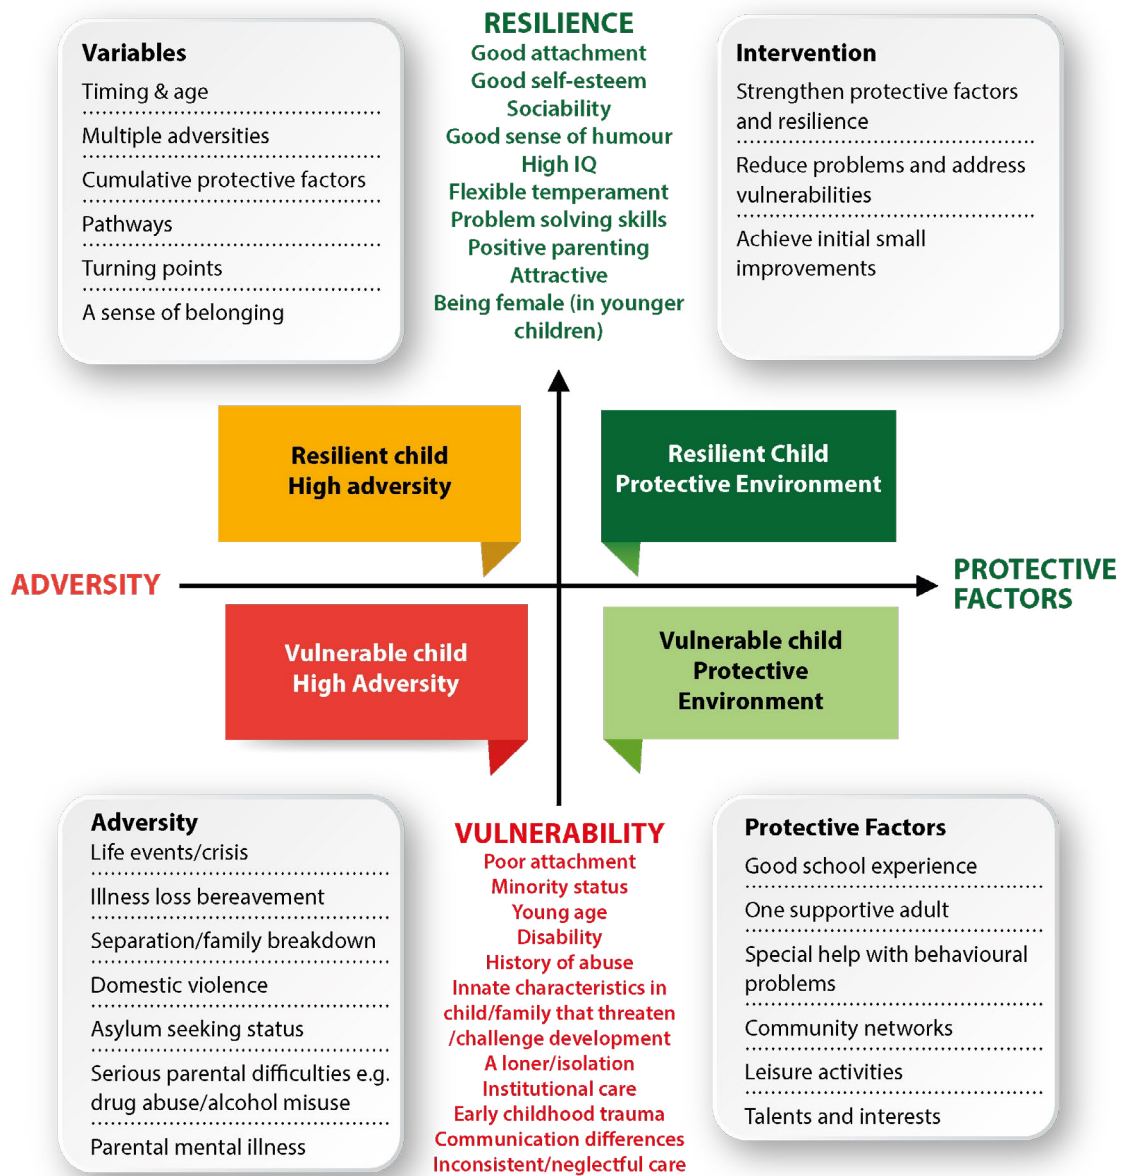 Variables
Timing & age
Multiple adversities
Cumulative protective factors
Pathways
Turning points
A sense of belonging
RESILIENCE
Good attachment
Good self-esteem
Sociability
Good sense of humour
High IQ
Flexible temperament
Problem solving skills
Positive parenting
Attractive
Being female (in younger
children)
Intervention
Strengthen protective factors
and resilience
Reduce problems and address
vulnerabilities
Achieve initial small
improvements
Resilient child
High adversity
Resilient Child
Protective Environment
ADVERSITY
PROTECTIVE
FACTORS
Vulnerable child
High Adversity
Vulnerable child
Protective
Environment
Adversity
Life events/crisis
Illness loss bereavement
Separation/family breakdown
Domestic violence
Asylum seeking status
Serious parental difficulties e.g.
drug abuse/alcohol misuse
Parental mental illness
VULNERABILITY
Poor attachment
Minority status
Young age
Disability
History of abuse
Innate characteristics in
child/family that threaten
/challenge development
A loner/isolation
Institutional care
Early childhood trauma
Communication differences
Inconsistent/neglectful care
Protective Factors
Good school experience
One supportive adult
Special help with behavioural
problems
Community networks
Leisure activities
Talents and interests